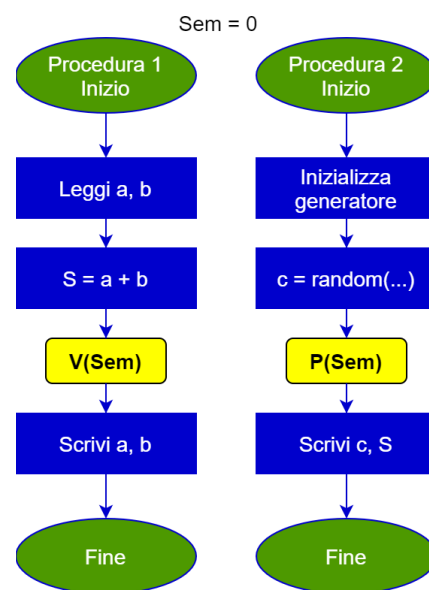 Sem = 0
Procedura 1
Inizio
Leggi a, b
S = a + b
V(Sem)
Scrivi a, b
Fine
Procedura 2
Inizio
Inizializza
generatore
c = random(...)
P(Sem)
Scrivi c, S
Fine